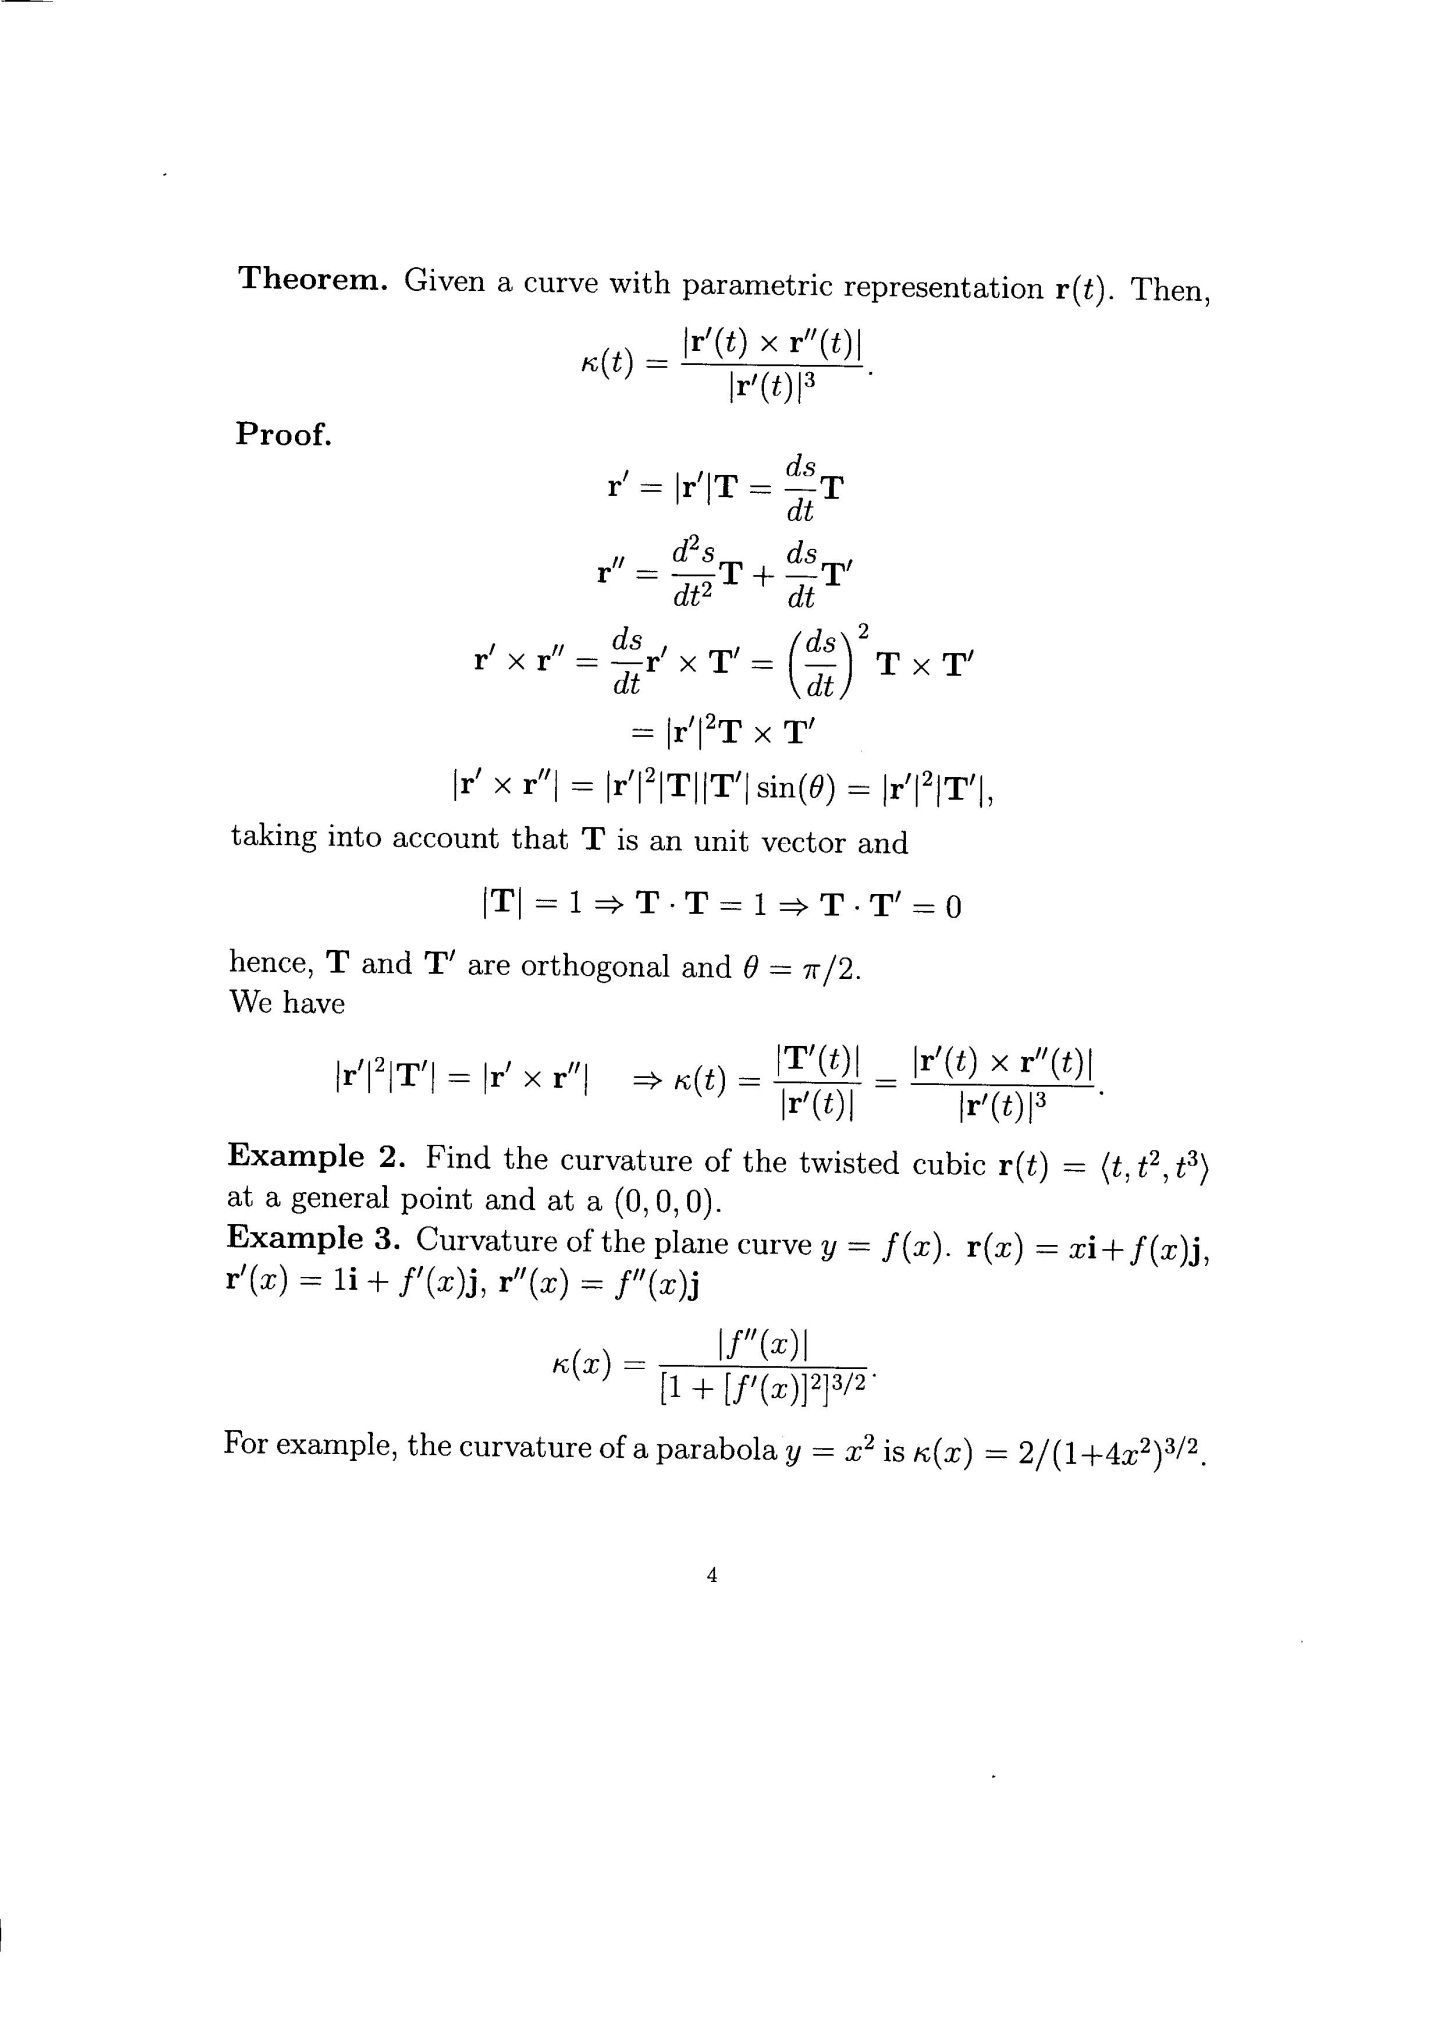 Theorem. Given a curve with parametric representation r(t). Then,
κ(t) = |r′(t) × r″(t)| / |r′(t)|³.
Proof.
r′ = |r′|T = ds/dt T
r″ = d²s/dt² T + ds/dt T′
r′ × r″ = ds/dt r′ × T′ = (ds/dt)² T × T′
= |r′|²T × T′
|r′ × r″| = |r′|²|T||T′| sin(θ) = |r′|²|T′|,
taking into account that T is an unit vector and
|T| = 1 ⇒ T · T = 1 ⇒ T · T′ = 0
hence, T and T′ are orthogonal and θ = π/2.
We have
|r′|²|T′| = |r′ × r″| ⇒ κ(t) = |T′(t)| / |r′(t)| = |r′(t) × r″(t)| / |r′(t)|³.
Example 2. Find the curvature of the twisted cubic r(t) = ⟨t, t², t³⟩
at a general point and at a (0, 0, 0).
Example 3. Curvature of the plane curve y = f(x). r(x) = xi+f(x)j,
r′(x) = 1i + f′(x)j, r″(x) = f″(x)j
κ(x) = |f″(x)| / [1 + [f′(x)]²]³/².
For example, the curvature of a parabola y = x² is κ(x) = 2/(1+4x²)³/².
4